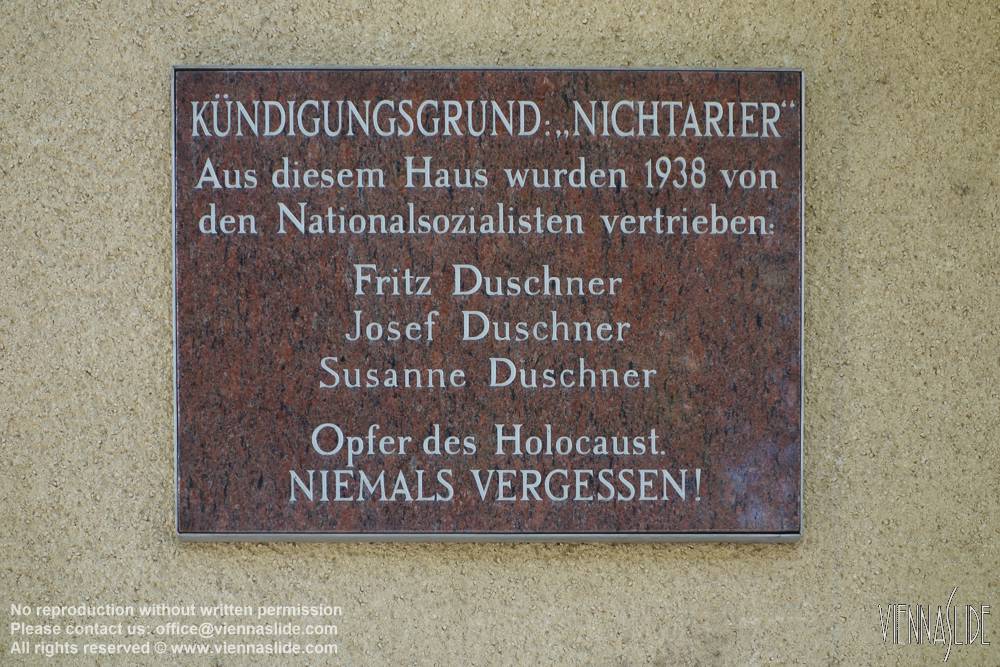 KÜNDIGUNGSGRUND: „NICHTARIER“
Aus diesem Haus wurden 1938 von
den Nationalsozialisten vertrieben:
Fritz Duschner
Josef Duschner
Susanne Duschner
Opfer des Holocaust.
NIEMALS VERGESSEN!
No reproduction without written permission
Please contact us: office@viennaslide.com
All rights reserved © www.viennaslide.com
VIENNASLIDE